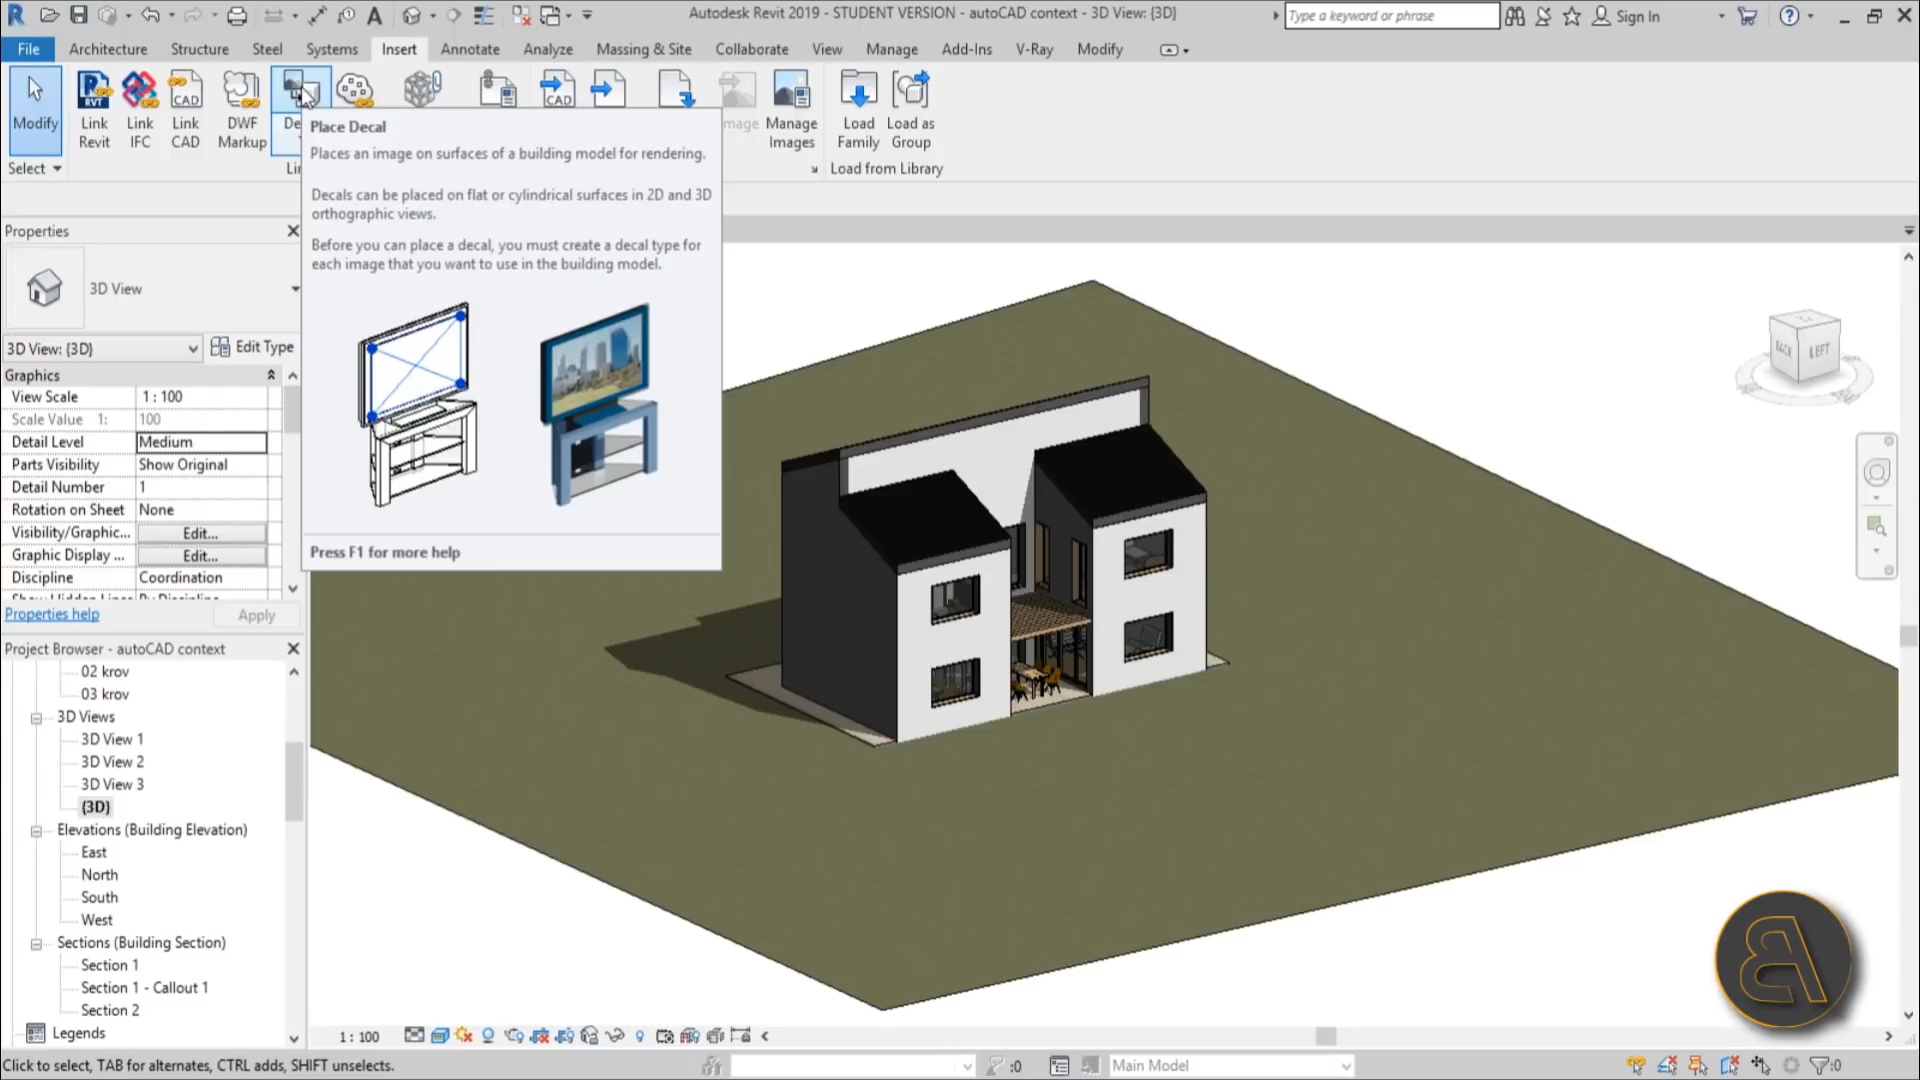 Autodesk Revit 2019 - STUDENT VERSION - autoCAD context - 3D View: {3D}
Type a keyword or phrase
Sign In
File Architecture Structure Steel Systems Insert Annotate Analyze Massing & Site Collaborate View Manage Add-Ins V-Ray Modify
Modify
Link Revit
Link IFC
Link CAD
DWF Markup
Manage Images
Load Family
Load as Group
Select
Load from Library
Place Decal
Places an image on surfaces of a building model for rendering.
Decals can be placed on flat or cylindrical surfaces in 2D and 3D
orthographic views.
Before you can place a decal, you must create a decal type for
each image that you want to use in the building model.
Press F1 for more help
Properties
3D View
3D View: {3D}
Edit Type
Graphics
View Scale 1 : 100
Scale Value 1: 100
Detail Level Medium
Parts Visibility Show Original
Detail Number 1
Rotation on Sheet None
Visibility/Graphic... Edit...
Graphic Display ... Edit...
Discipline Coordination
Properties help
Apply
Project Browser - autoCAD context
02 krov
03 krov
3D Views
3D View 1
3D View 2
3D View 3
{3D}
Elevations (Building Elevation)
East
North
South
West
Sections (Building Section)
Section 1
Section 1 - Callout 1
Section 2
Legends
BACK LEFT
1 : 100
Click to select, TAB for alternates, CTRL adds, SHIFT unselects.
:0
Main Model
:0